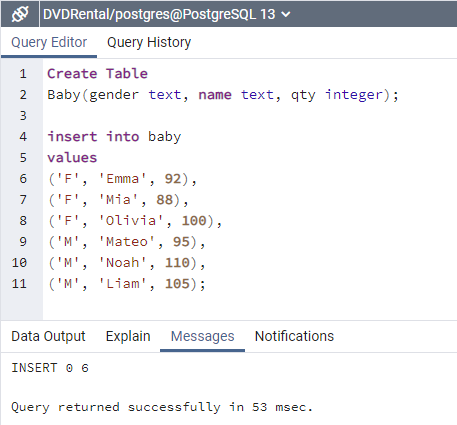 DVDRental/postgres@PostgreSQL 13
Query Editor Query History
1 Create Table
2 Baby(gender text, name text, qty integer);
3
4 insert into baby
5 values
6 ('F', 'Emma', 92),
7 ('F', 'Mia', 88),
8 ('F', 'Olivia', 100),
9 ('M', 'Mateo', 95),
10 ('M', 'Noah', 110),
11 ('M', 'Liam', 105);
Data Output Explain Messages Notifications
INSERT 0 6
Query returned successfully in 53 msec.